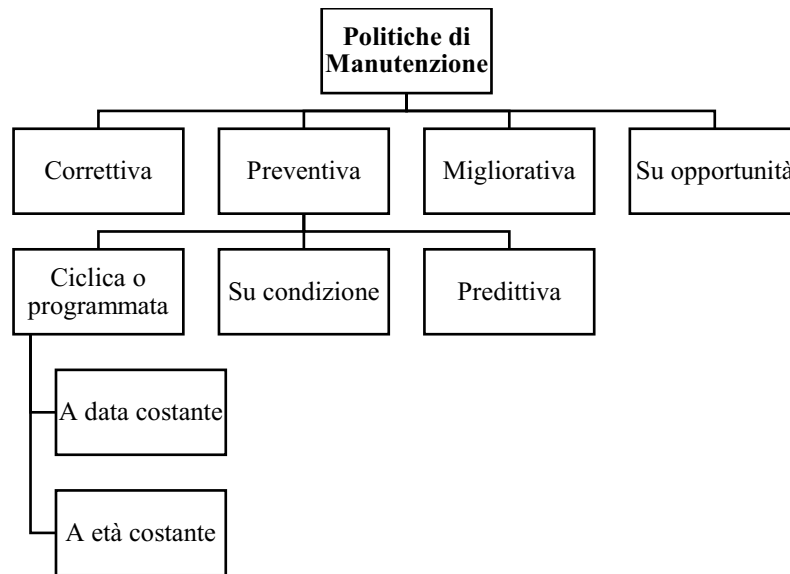 Politiche di
Manutenzione
Correttiva
Preventiva
Migliorativa
Su opportunità
Ciclica o
programmata
Su condizione
Predittiva
A data costante
A età costante